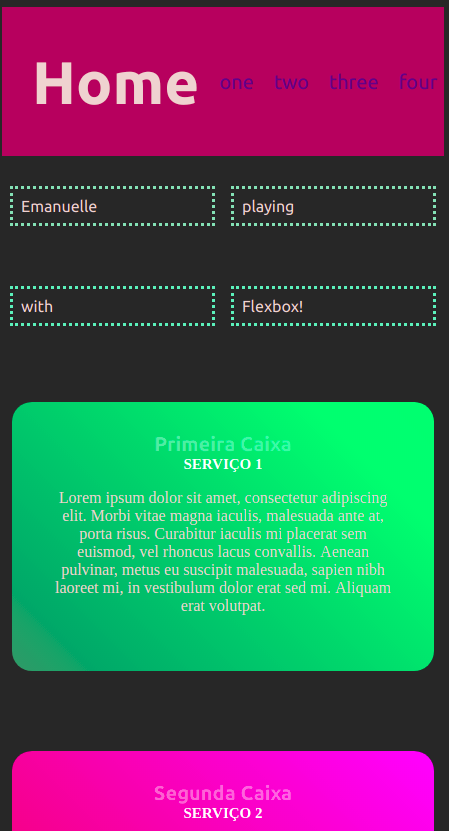 Home one two three four
Emanuelle playing
with Flexbox!
Primeira Caixa
SERVIÇO 1
Lorem ipsum dolor sit amet, consectetur adipiscing
elit. Morbi vitae magna iaculis, malesuada ante at,
porta risus. Curabitur iaculis mi placerat sem
euismod, vel rhoncus lacus convallis. Aenean
pulvinar, metus eu suscipit malesuada, sapien nibh
laoreet mi, in vestibulum dolor erat sed mi. Aliquam
erat volutpat.
Segunda Caixa
SERVIÇO 2